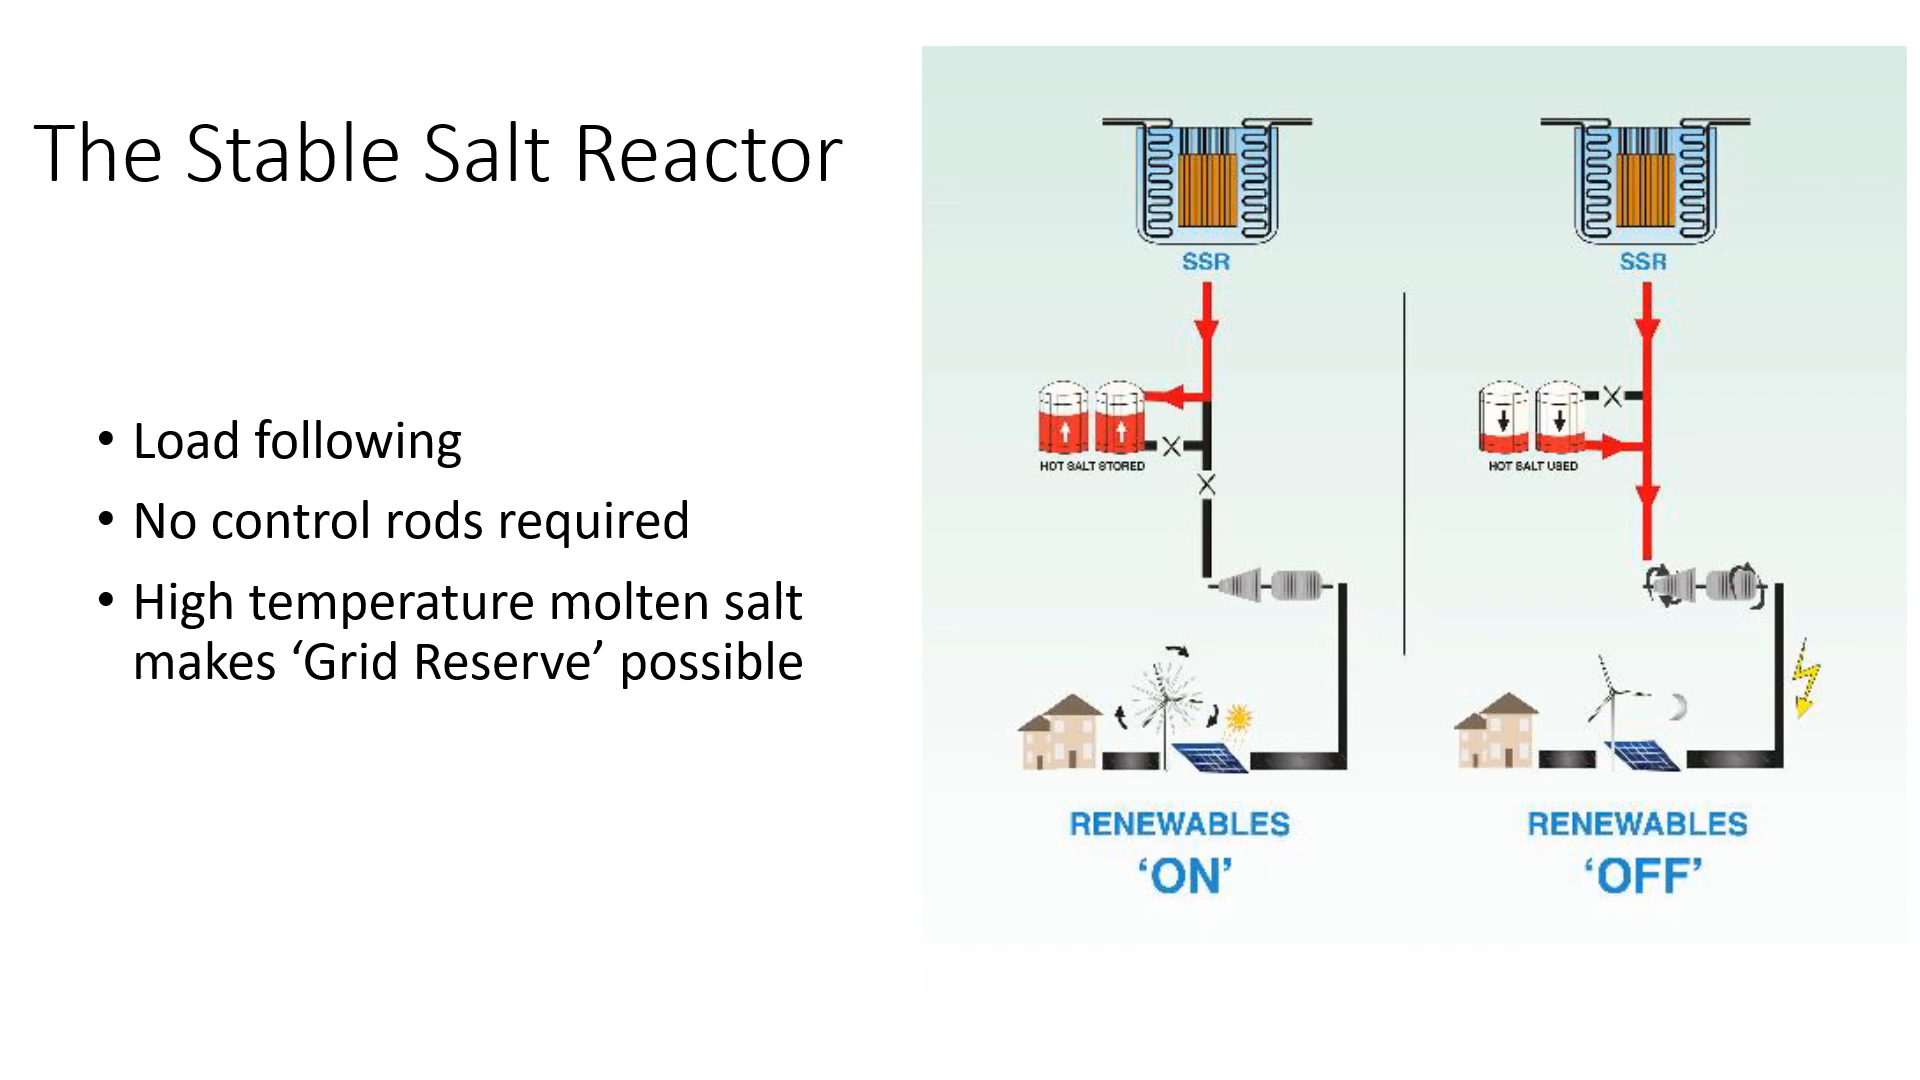 The Stable Salt Reactor
• Load following
• No control rods required
• High temperature molten salt
makes ‘Grid Reserve’ possible
SSR
SSR
HOT SALT STORED
HOT SALT USED
RENEWABLES
‘ON’
RENEWABLES
‘OFF’